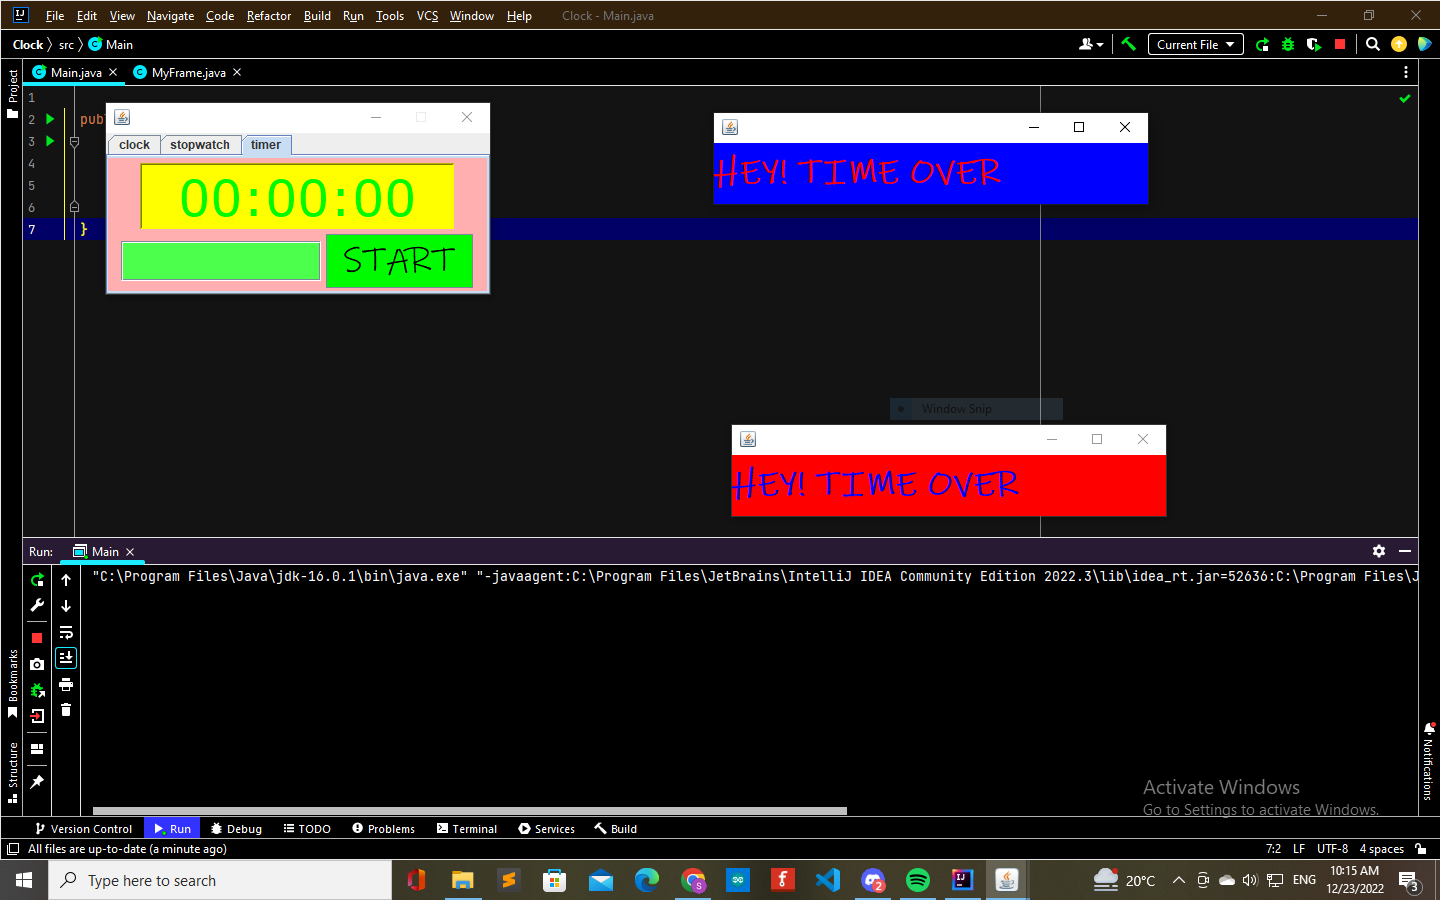 File Edit View Navigate Code Refactor Build Run Tools VCS Window Help Clock - Main.java
Clock src Main
Current File
Main.java MyFrame.java
Project
1
2
3
4
5
6
7 }
clock stopwatch timer
00:00:00
START
HEY! TIME OVER
Window Snip
HEY! TIME OVER
Run: Main
"C:\Program Files\Java\jdk-16.0.1\bin\java.exe" "-javaagent:C:\Program Files\JetBrains\IntelliJ IDEA Community Edition 2022.3\lib\idea_rt.jar=52636:C:\Program Files\J
Bookmarks
Structure
Notifications
Activate Windows
Go to Settings to activate Windows.
Version Control Run Debug TODO Problems Terminal Services Build
All files are up-to-date (a minute ago) 7:2 LF UTF-8 4 spaces
Type here to search
S
2
20°C
ENG
10:15 AM
12/23/2022
3